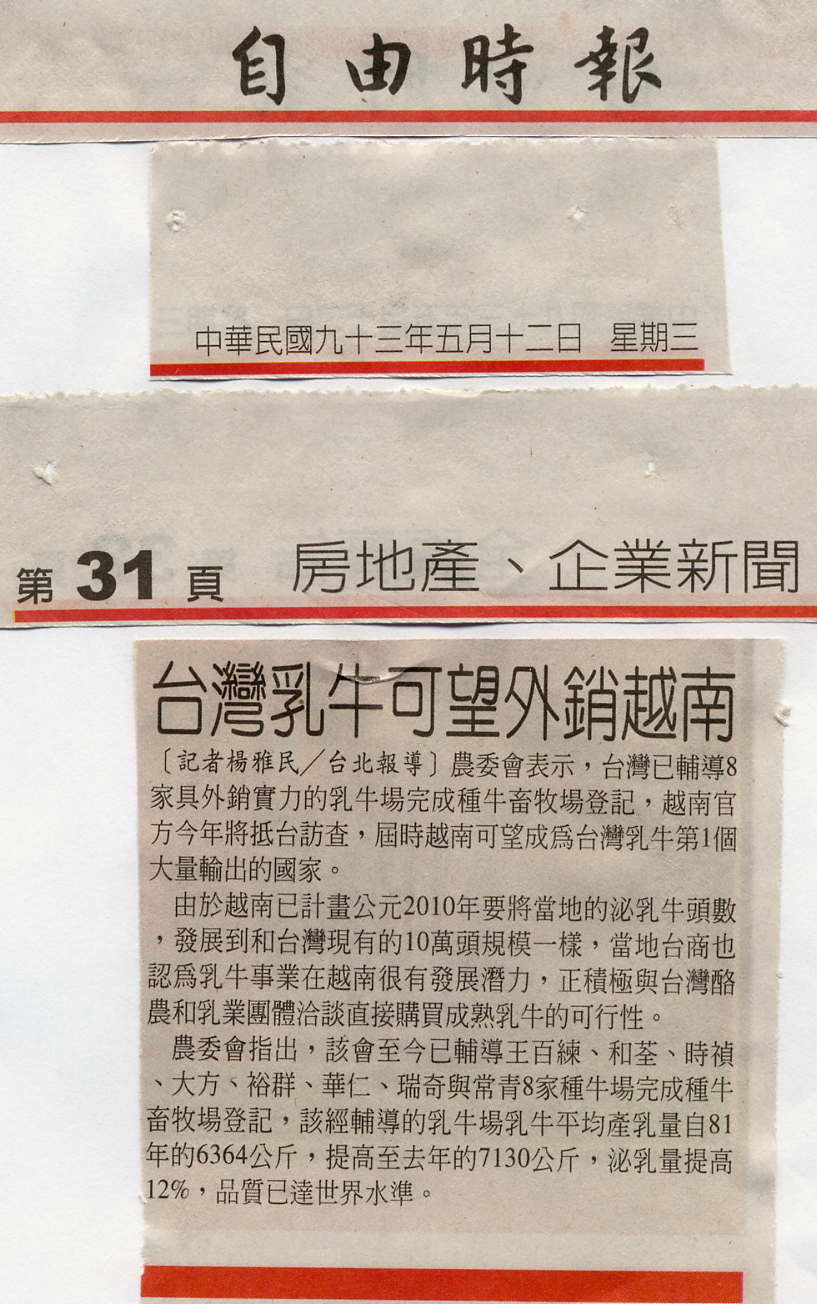 自由時報
中華民國九十三年五月十二日 星期三
第31頁 房地產、企業新聞
台灣乳牛可望外銷越南
〔記者楊雅民／台北報導〕農委會表示，台灣已輔導8
家具外銷實力的乳牛場完成種牛畜牧場登記，越南官
方今年將抵台訪查，屆時越南可望成為台灣乳牛第1個
大量輸出的國家。
由於越南已計畫公元2010年要將當地的泌乳牛頭數
，發展到和台灣現有的10萬頭規模一樣，當地台商也
認為乳牛事業在越南很有發展潛力，正積極與台灣酪
農和乳業團體洽談直接購買成熟乳牛的可行性。
農委會指出，該會至今已輔導王百練、和荃、時禎
、大方、裕群、華仁、瑞奇與常青8家種牛場完成種牛
畜牧場登記，該經輔導的乳牛場乳牛平均產乳量自81
年的6364公斤，提高至去年的7130公斤，泌乳量提高
12%，品質已達世界水準。